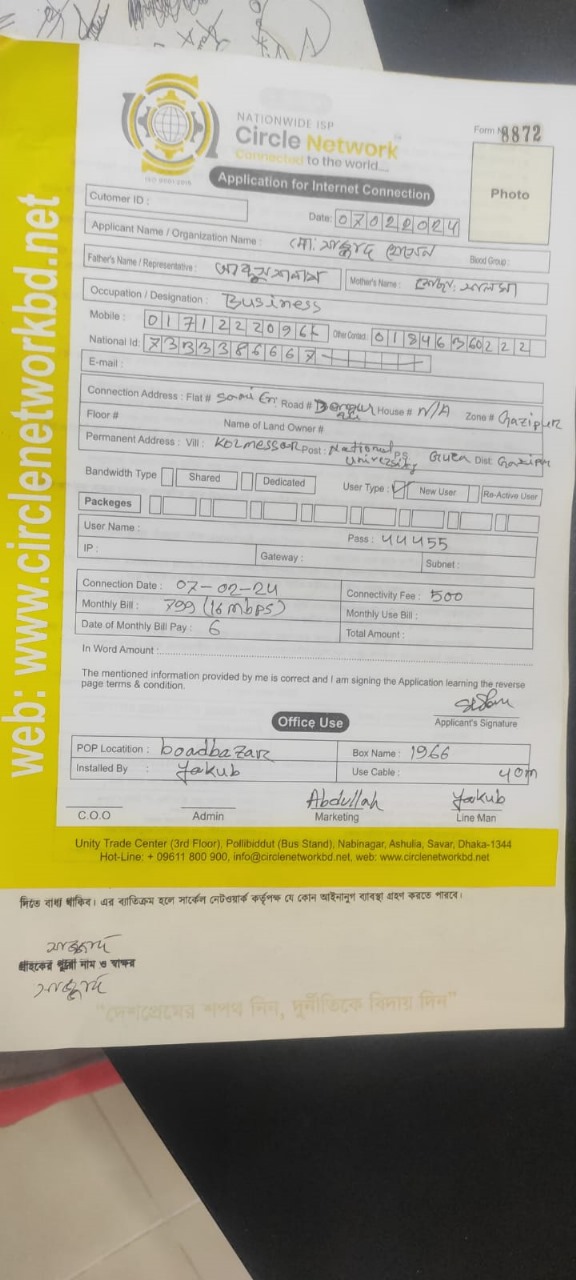 NATIONWIDE ISP
Circle Network
Connected to the world....
ISO 9001:2015
Form 8872
Application for Internet Connection
Photo
Cutomer ID :
Date: 07022024
Applicant Name / Organization Name : মো: সাজ্জাদ হোসেন Blood Group :
Father's Name / Representative : আবদুস সালাম Mother's Name :
Occupation / Designation : Business
Mobile : Other Contact:
National Id:
E-mail :
Connection Address : Flat # Road # House # N/A Zone # Gazipur
Floor # Name of Land Owner #
Permanent Address : Vill : Kolmessor Post : National University P.S Dist: Gazipur
Bandwidth Type Shared Dedicated User Type : New User Re-Active User
Packeges
User Name : Pass : 44455
IP : Gateway : Subnet :
Connection Date : 07-02-24 Connectivity Fee : 500
Monthly Bill : 799 (16 mbps) Monthly Use Bill :
Date of Monthly Bill Pay : 6 Total Amount :
In Word Amount :
The mentioned information provided by me is correct and I am signing the Application learning the reverse
page terms & condition.
Applicant's Signature
Office Use
POP Locatition : boadbazar Box Name : 1966
Installed By : Yakub Use Cable : 40m
Abdullah Yakub
C.O.O Admin Marketing Line Man
Unity Trade Center (3rd Floor), Pollibiddut (Bus Stand), Nabinagar, Ashulia, Savar, Dhaka-1344
Hot-Line: + 09611 800 900, info@circlenetworkbd.net, web: www.circlenetworkbd.net
web: www.circlenetworkbd.net
দিতে বাধ্য থাকিব। এর ব্যতিক্রম হলে সার্কেল নেটওয়ার্ক কর্তৃপক্ষ যে কোন আইনানুগ ব্যবস্থা গ্রহণ করতে পারবে।
সাজ্জাদ
গ্রাহকের পুরো নাম ও স্বাক্ষর
সাজ্জাদ
“দেশপ্রেমের শপথ নিন, দুর্নীতিকে বিদায় দিন”